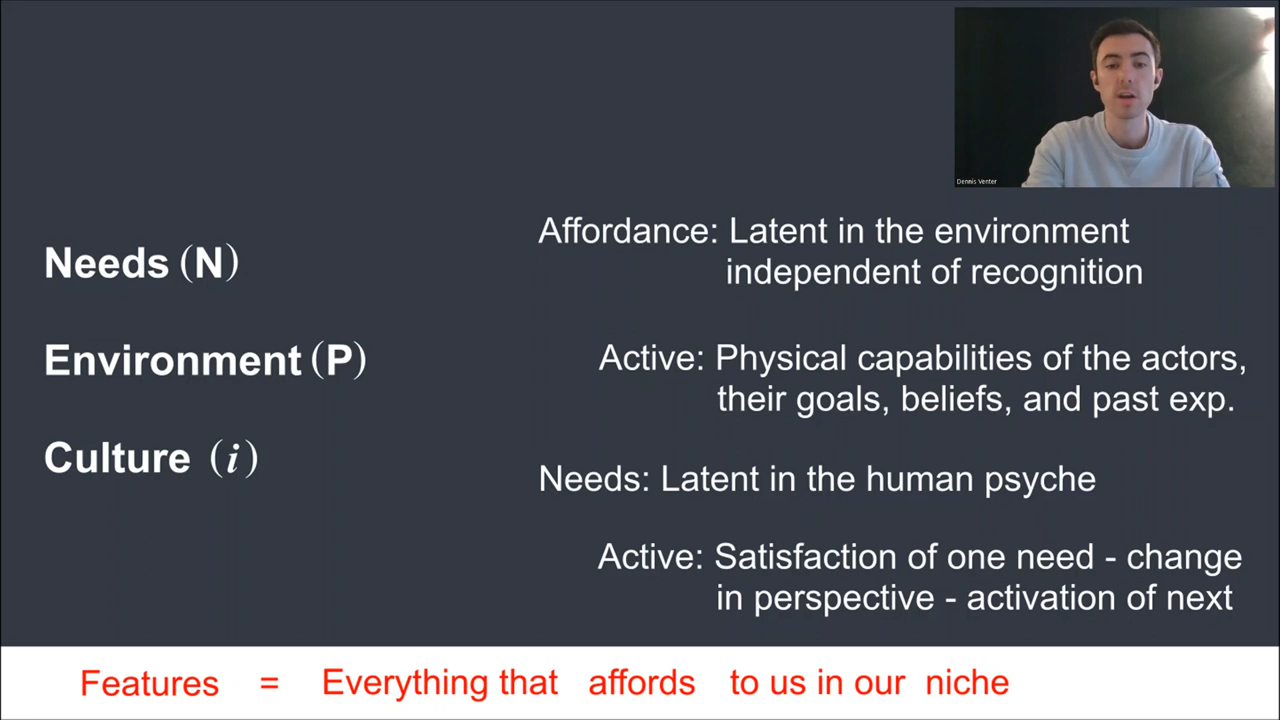 Dennis Venter
Needs (N)
Environment (P)
Culture (i)
Affordance: Latent in the environment
independent of recognition
Active: Physical capabilities of the actors,
their goals, beliefs, and past exp.
Needs: Latent in the human psyche
Active: Satisfaction of one need - change
in perspective - activation of next
Features = Everything that affords to us in our niche